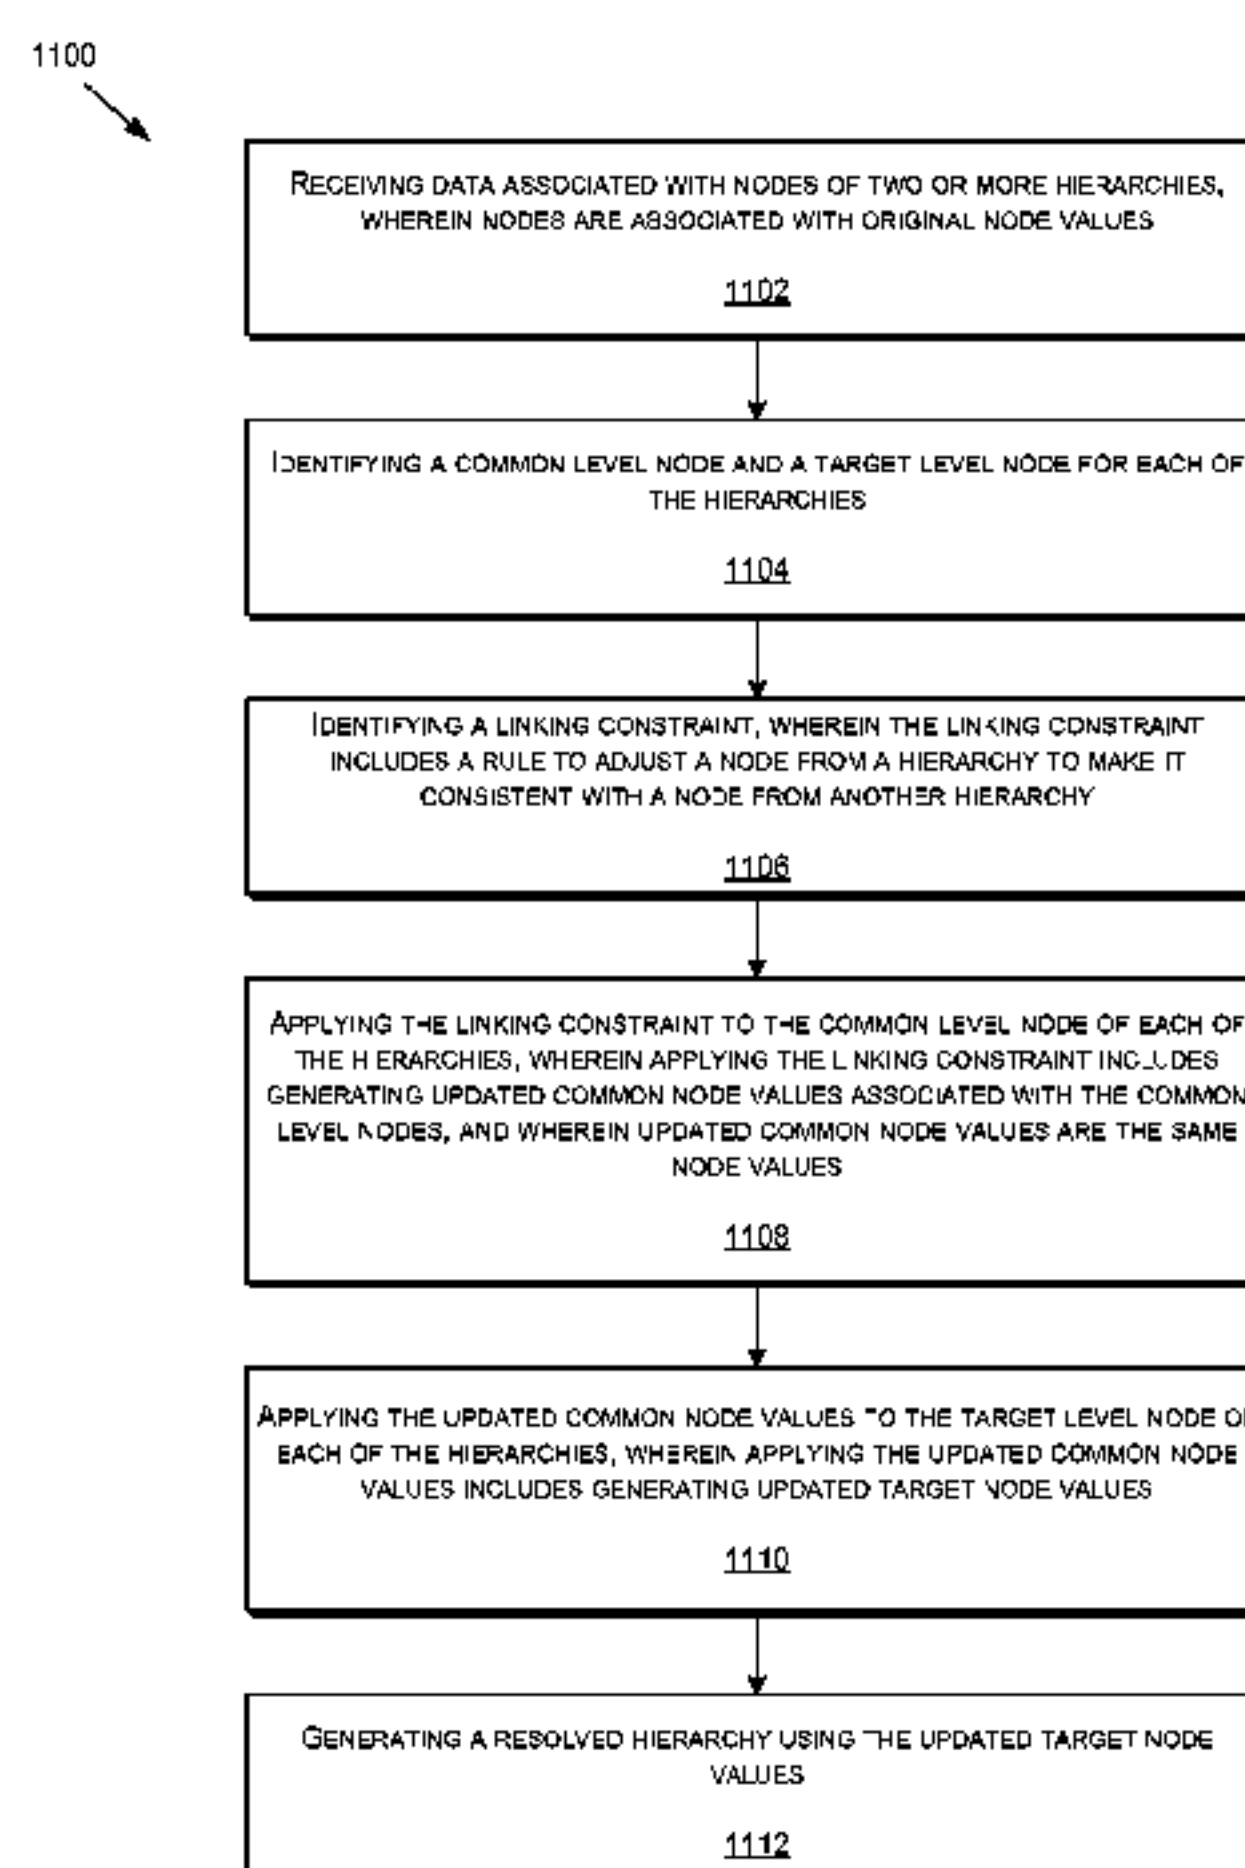 1100
RECEIVING DATA ASSOCIATED WITH NODES OF TWO OR MORE HIERARCHIES,
WHEREIN NODES ARE ASSOCIATED WITH ORIGINAL NODE VALUES
1102
IDENTIFYING A COMMON LEVEL NODE AND A TARGET LEVEL NODE FOR EACH OF
THE HIERARCHIES
1104
IDENTIFYING A LINKING CONSTRAINT, WHEREIN THE LINKING CONSTRAINT
INCLUDES A RULE TO ADJUST A NODE FROM A HIERARCHY TO MAKE IT
CONSISTENT WITH A NODE FROM ANOTHER HIERARCHY
1106
APPLYING THE LINKING CONSTRAINT TO THE COMMON LEVEL NODE OF EACH OF
THE HIERARCHIES, WHEREIN APPLYING THE LINKING CONSTRAINT INCLUDES
GENERATING UPDATED COMMON NODE VALUES ASSOCIATED WITH THE COMMON
LEVEL NODES, AND WHEREIN UPDATED COMMON NODE VALUES ARE THE SAME
NODE VALUES
1108
APPLYING THE UPDATED COMMON NODE VALUES TO THE TARGET LEVEL NODE OF
EACH OF THE HIERARCHIES, WHEREIN APPLYING THE UPDATED COMMON NODE
VALUES INCLUDES GENERATING UPDATED TARGET NODE VALUES
1110
GENERATING A RESOLVED HIERARCHY USING THE UPDATED TARGET NODE
VALUES
1112